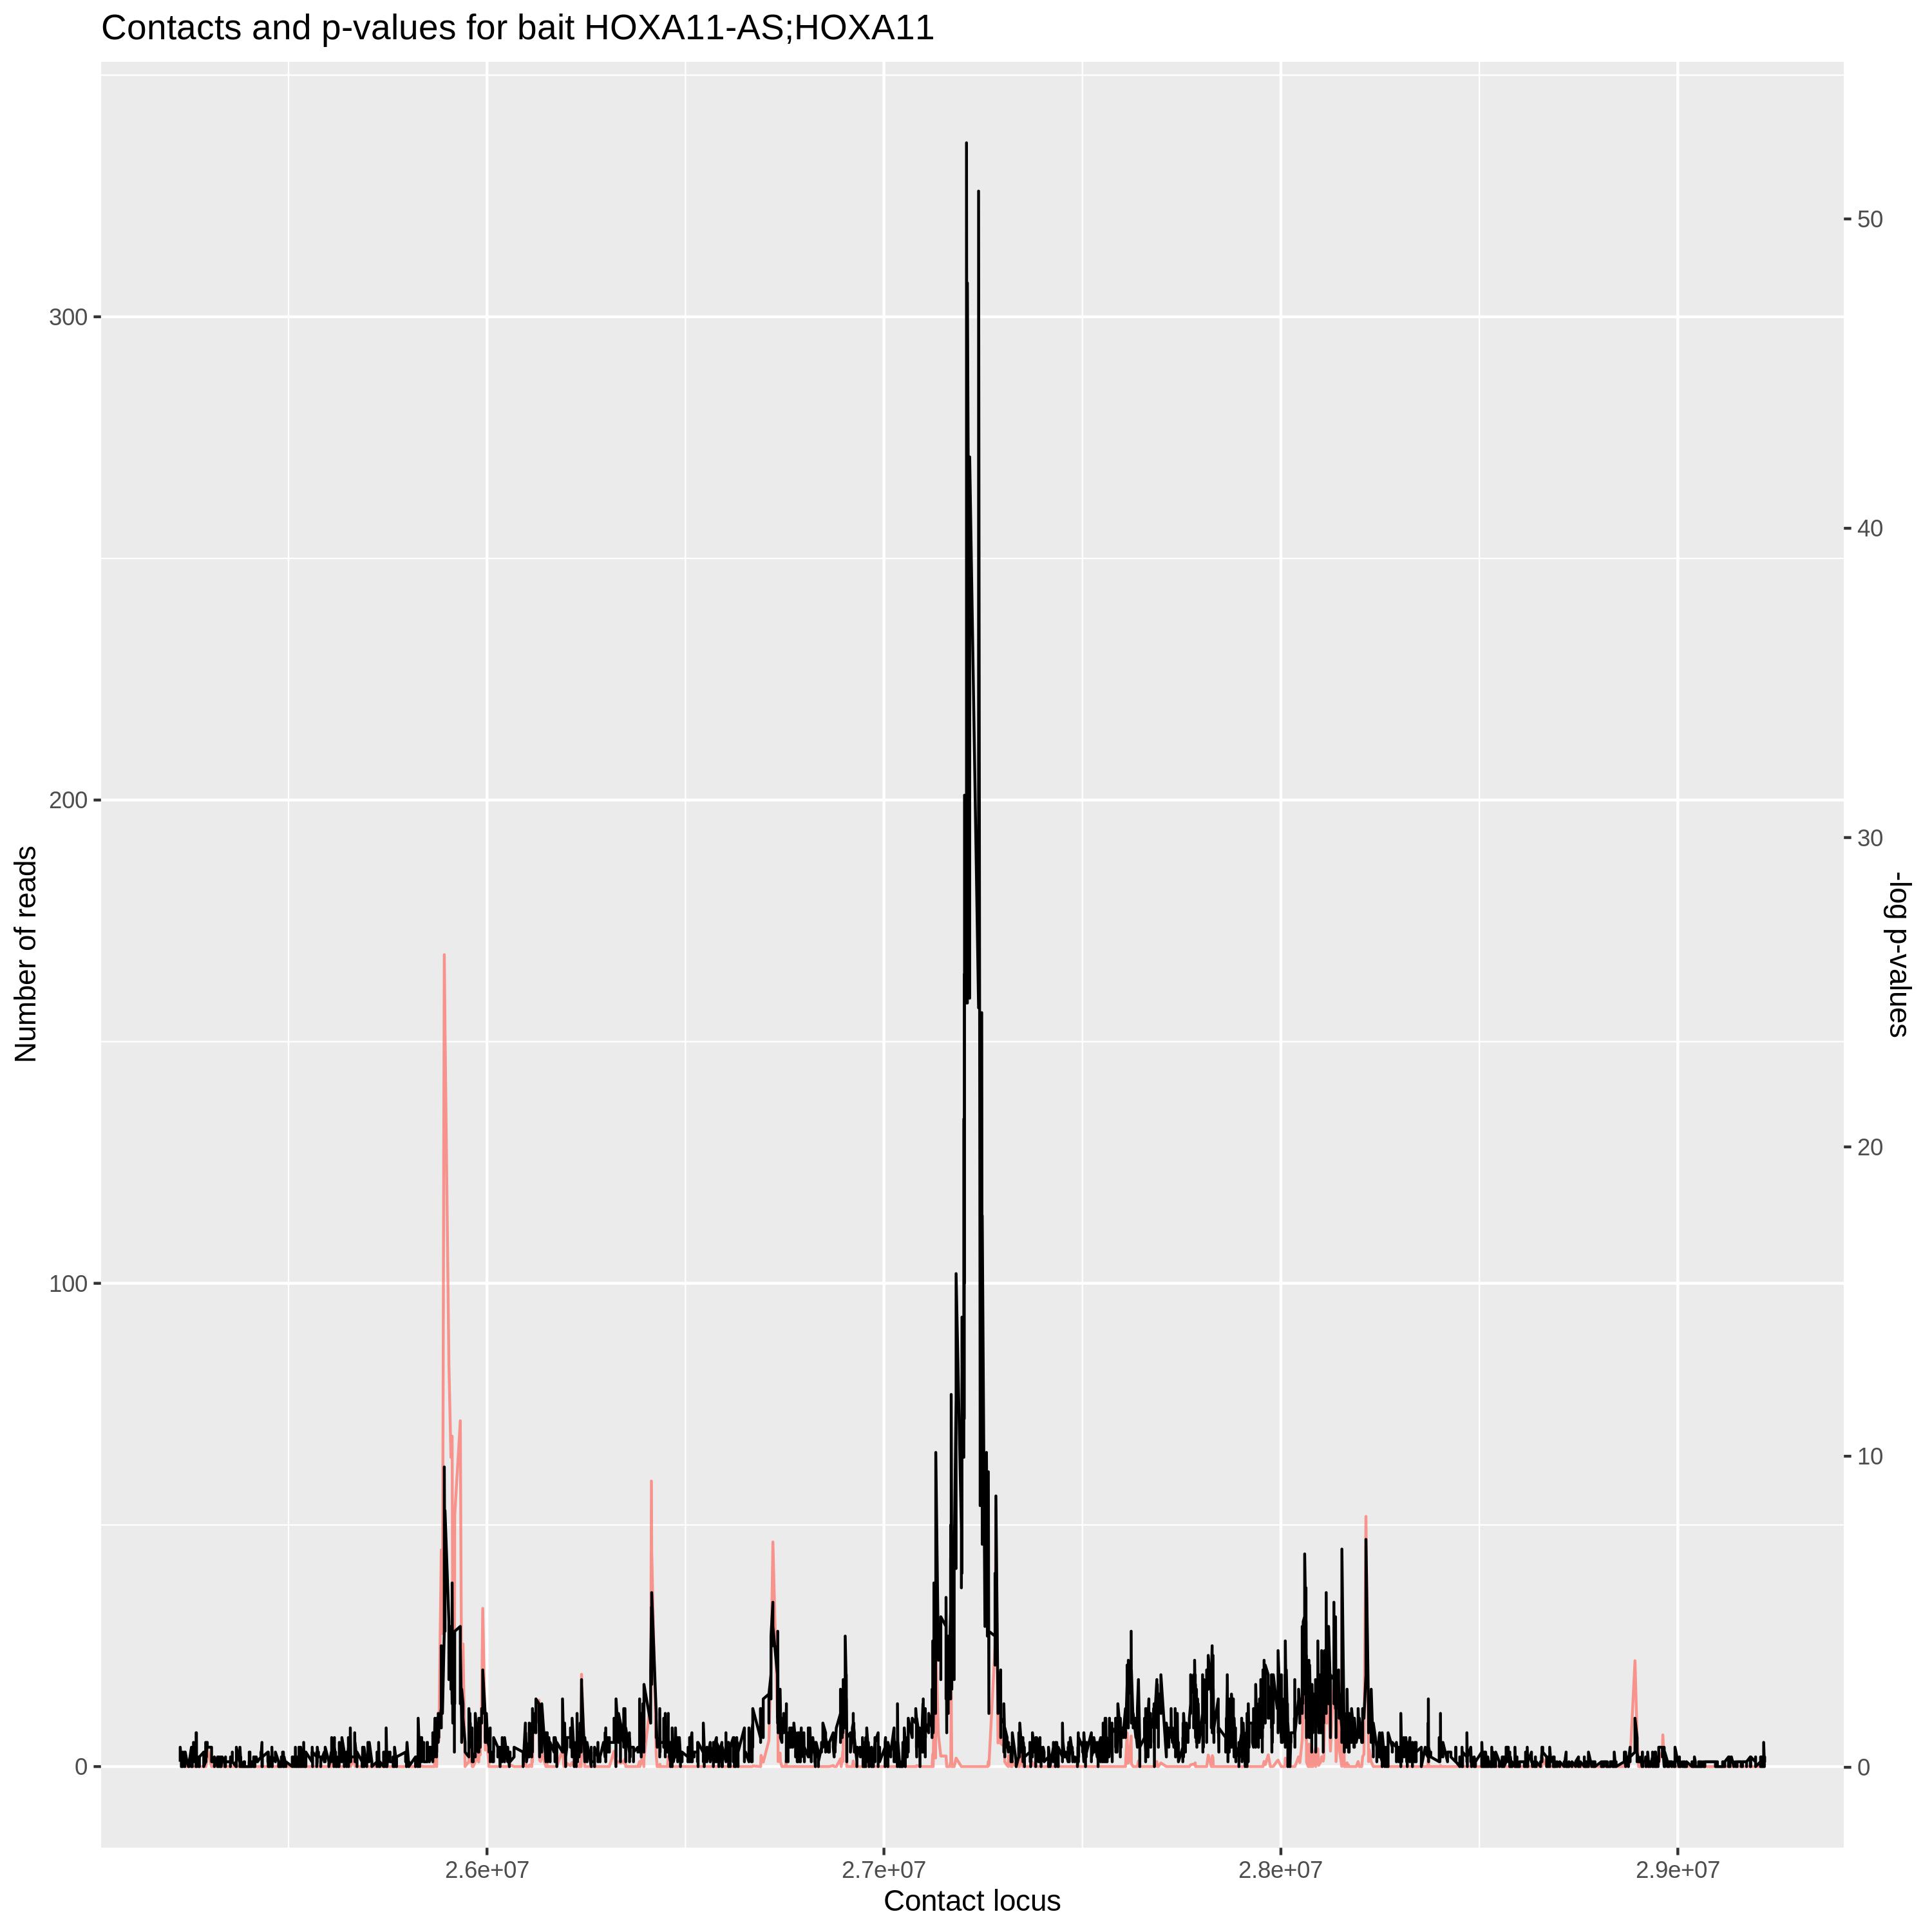 Contacts and p-values for bait HOXA11-AS;HOXA11
300
200
100
0
Number of reads
50
40
30
20
10
0
-log p-values
2.6e+07
2.7e+07
2.8e+07
2.9e+07
Contact locus